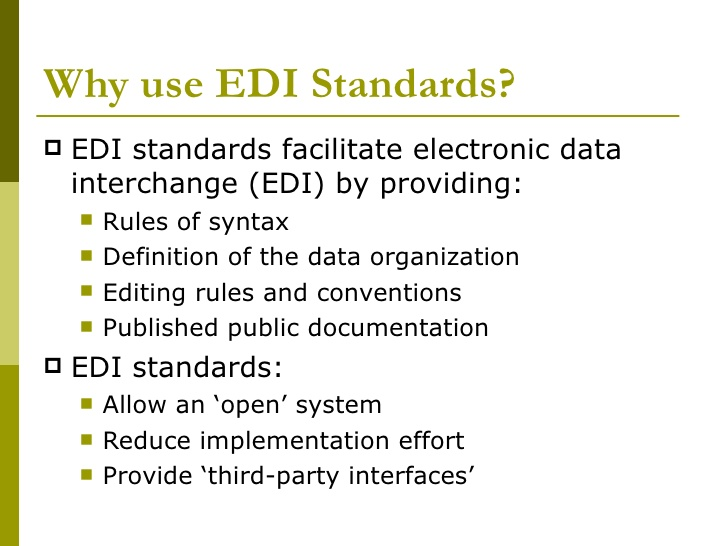 Why use EDI Standards?
EDI standards facilitate electronic data
interchange (EDI) by providing:
Rules of syntax
Definition of the data organization
Editing rules and conventions
Published public documentation
EDI standards:
Allow an ‘open’ system
Reduce implementation effort
Provide ‘third-party interfaces’